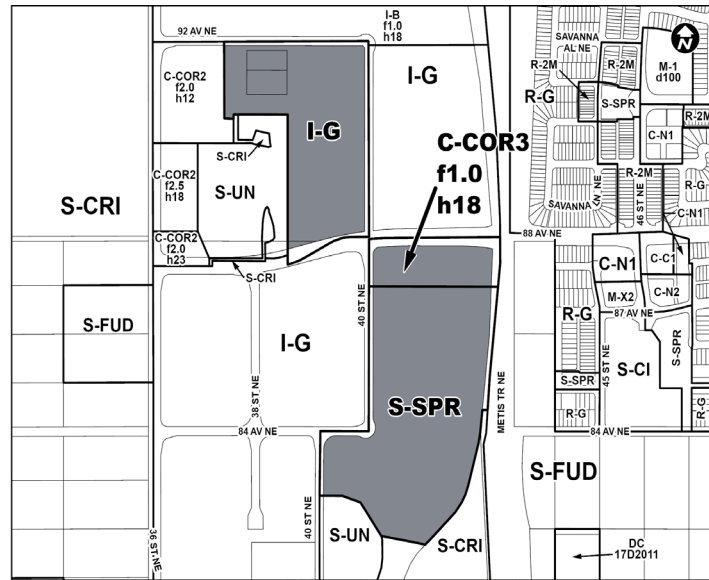 92 AV NE
I-B
f1.0
h18
SAVANNA
AL NE
N
R-2M
R-2M
M-1
d100
C-COR2
f2.0
h12
I-G
I-G
R-G
S-SPR
C-COR3
f1.0
h18
C-N1
R-2M
S-CRI
S-UN
C-COR2
f2.5
h18
S-CRI
R-2M
46 ST NE
R-G
C-N1
SAVANNA
LN. NE
C-COR2
f2.0
h23
88 AV NE
S-CRI
C-N1
C-C1
M-X2
C-N2
87 AV NE
S-FUD
I-G
40 ST NE
R-G
S-SPR
S-CI
45 ST NE
S-SPR
METIS TR NE
S-SPR
R-G
R-G
38 ST NE
84 AV NE
84 AV NE
S-FUD
36 ST. NE
40 ST NE
S-UN
S-CRI
DC
17D2011